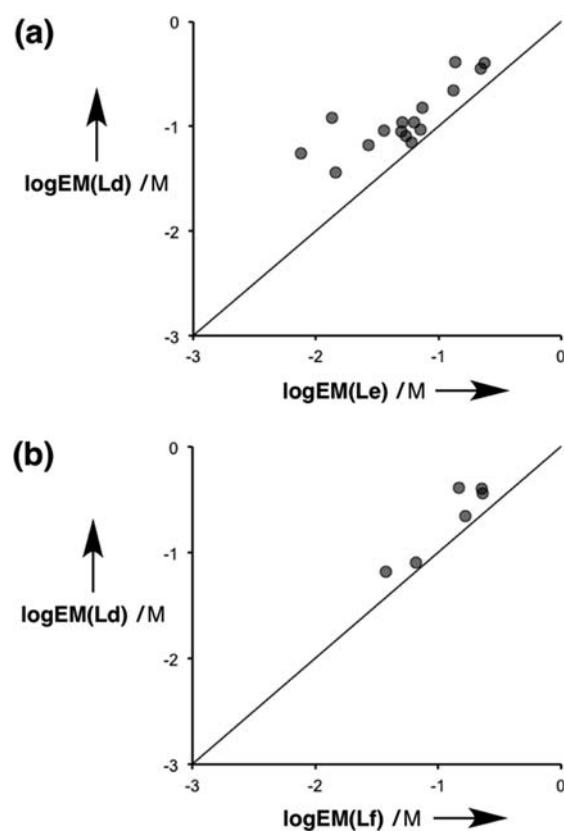 (a)
0
-1
logEM(Ld) /M
-2
-3
-3 -2 -1 0
logEM(Le) /M
(b)
0
-1
logEM(Ld) /M
-2
-3
-3 -2 -1 0
logEM(Lf) /M